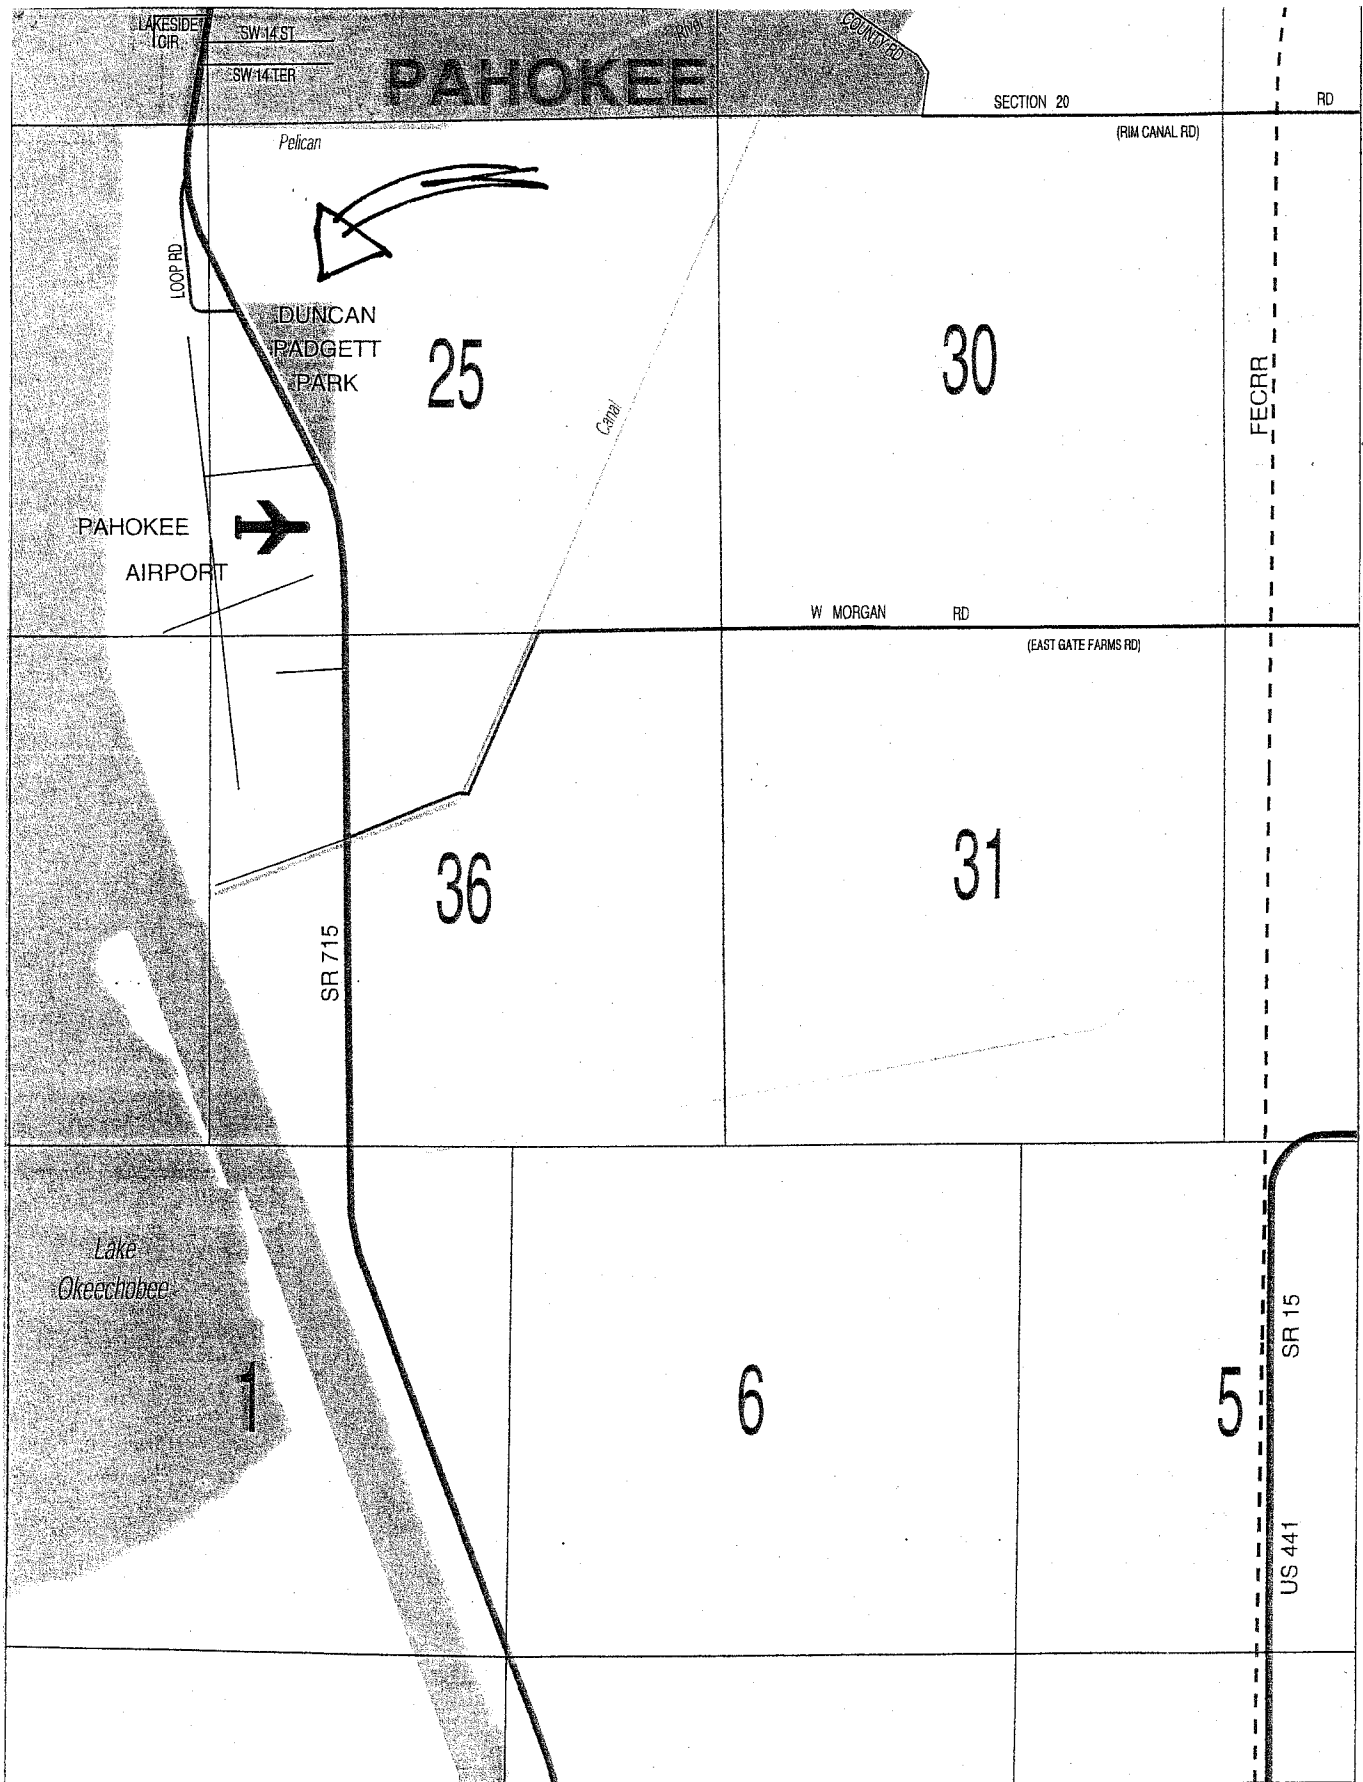 LAKESIDE
CIR
SW 14 ST
SW 14 TER
PAHOKEE
River
COUNTY RD
SECTION 20
RD
(RIM CANAL RD)
Pelican
LOOP RD
DUNCAN
PADGETT
PARK
25
30
Canal
FECRR
PAHOKEE
AIRPORT
W MORGAN
RD
(EAST GATE FARMS RD)
36
31
SR 715
Lake
Okeechobee
1
6
5
SR 15
US 441